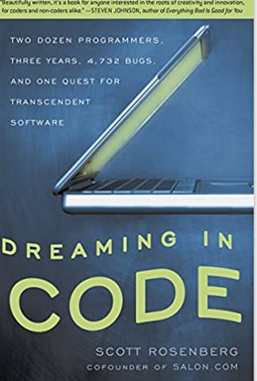 "Beautifully written, it's a book for anyone interested in the roots of creativity and innovation,
for coders and non-coders alike." —STEVEN JOHNSON, author of Everything Bad Is Good for You
TWO DOZEN PROGRAMMERS,
THREE YEARS, 4,732 BUGS,
AND ONE QUEST FOR
TRANSCENDENT
SOFTWARE
DREAMING IN
CODE
SCOTT ROSENBERG
COFOUNDER OF SALON.COM